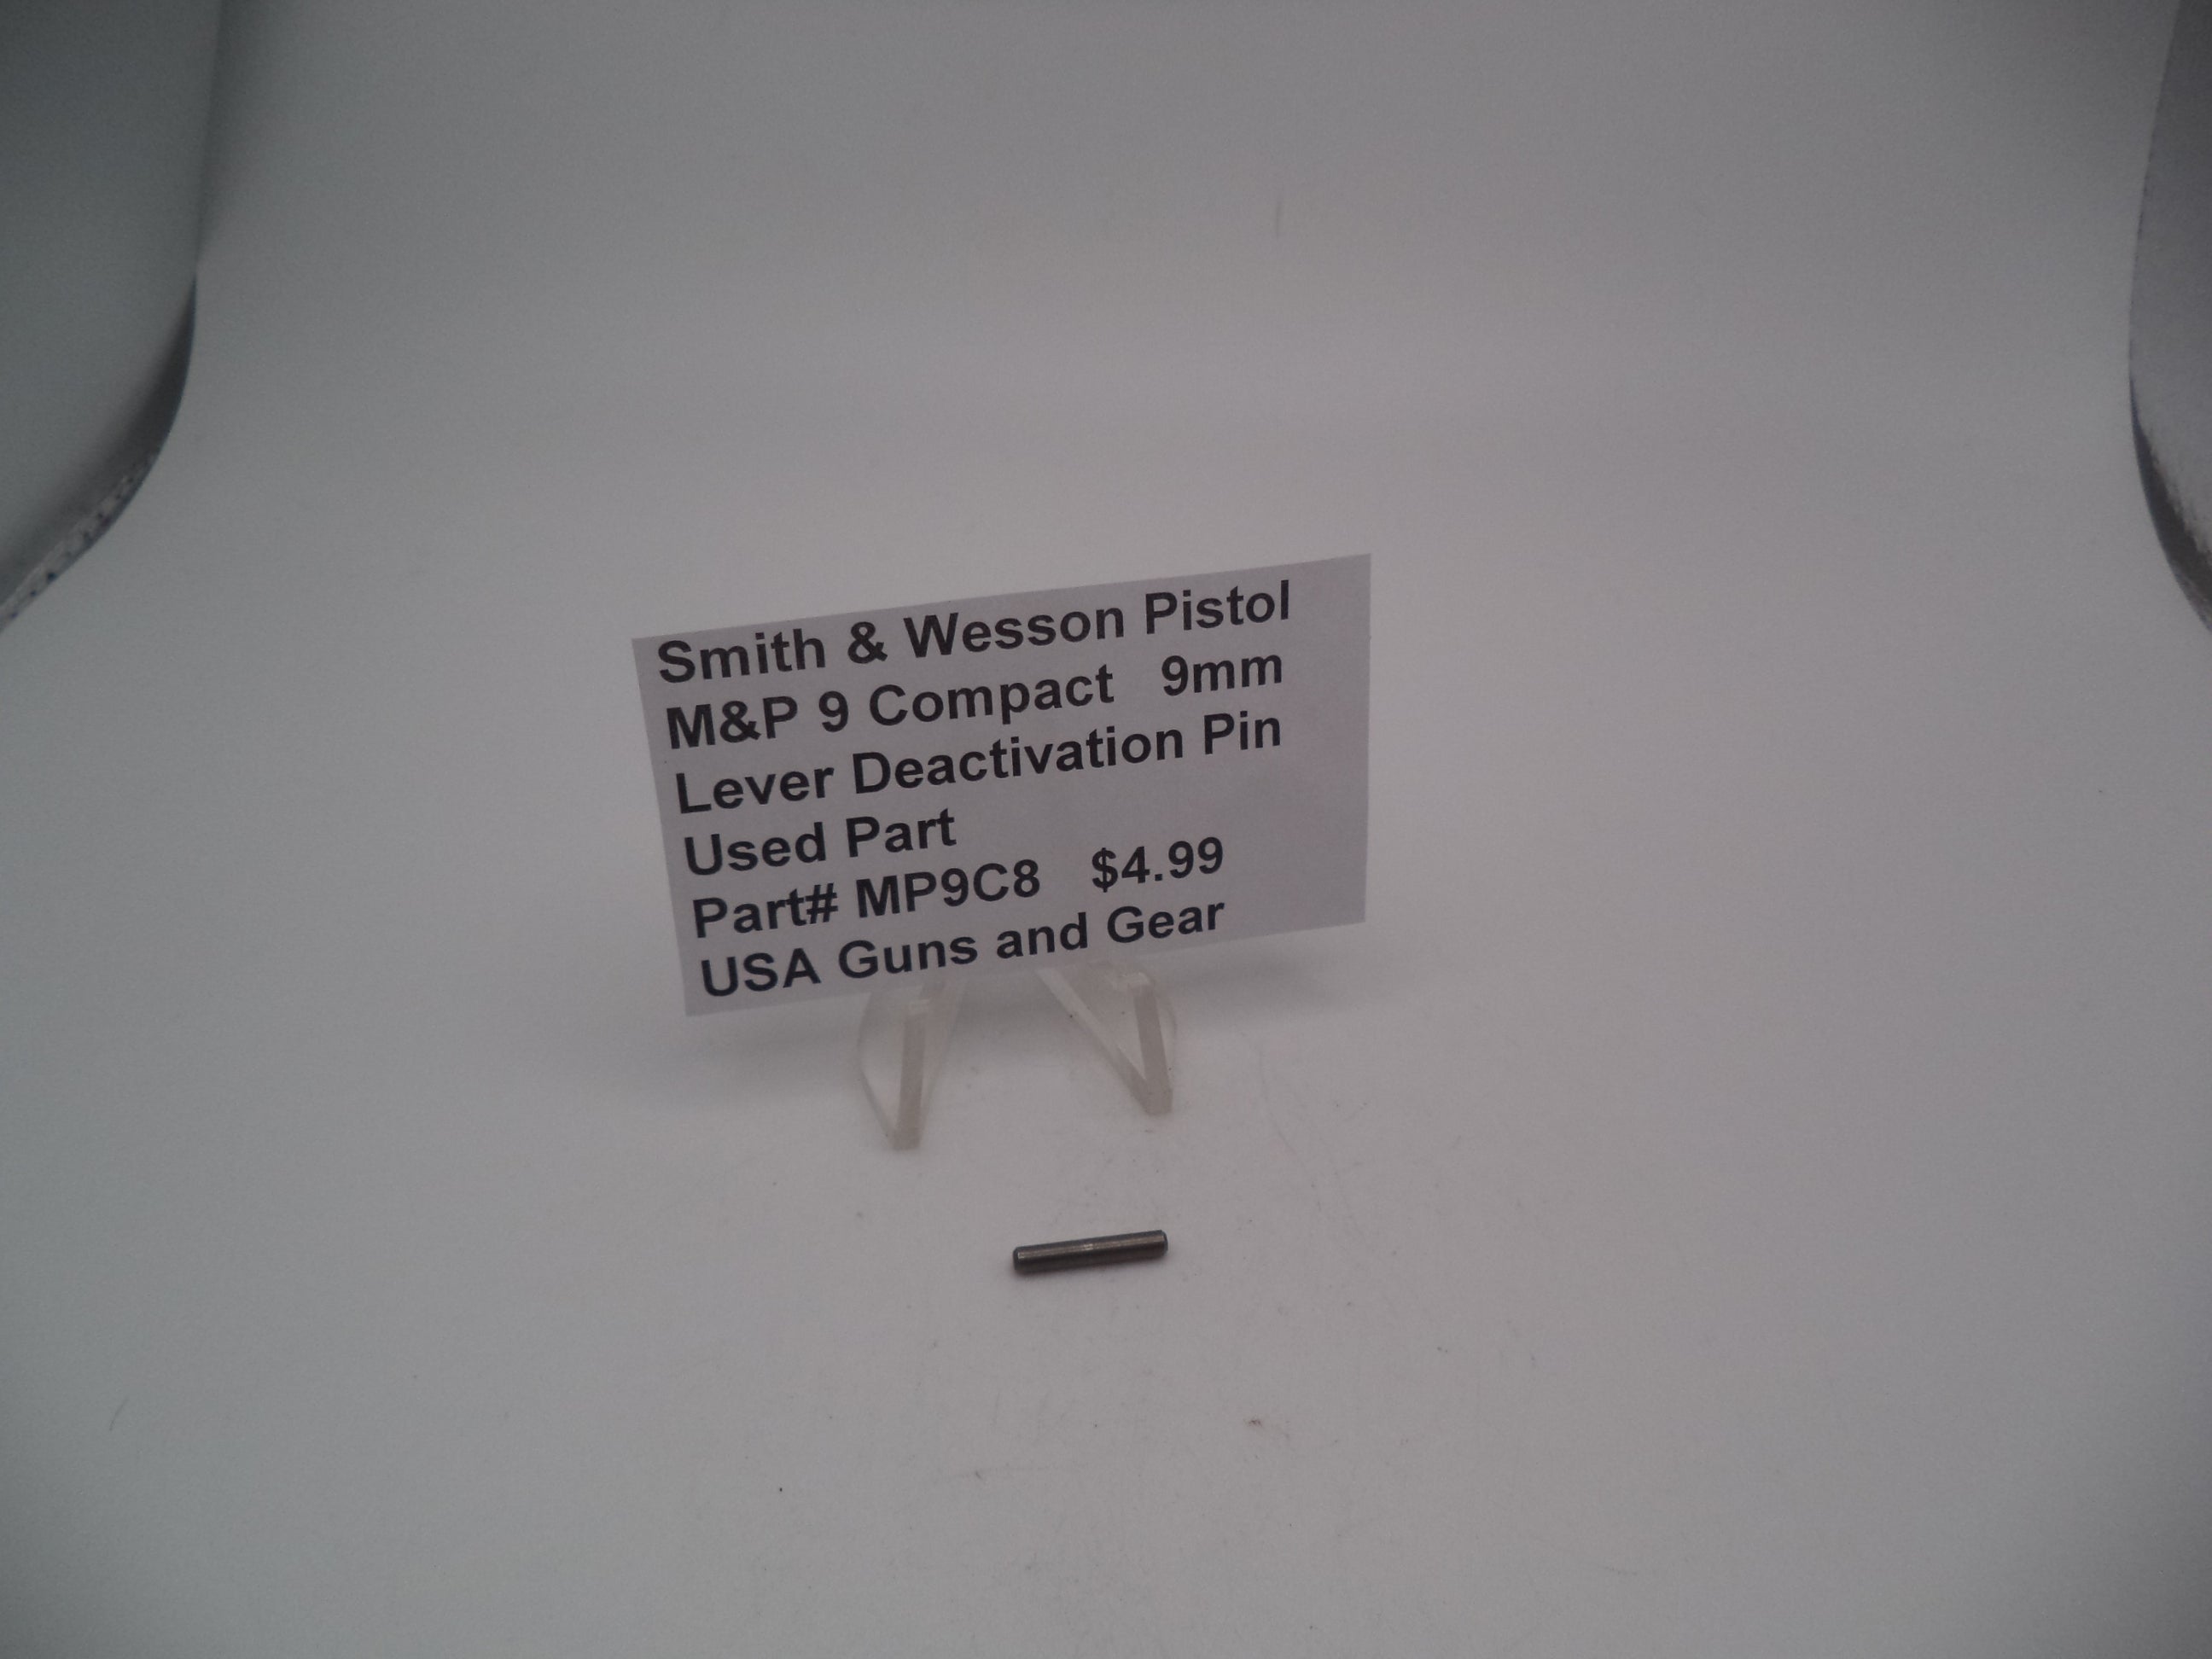 Smith & Wesson Pistol
M&P 9 Compact 9mm
Lever Deactivation Pin
Used Part
Part# MP9C8 $4.99
USA Guns and Gear